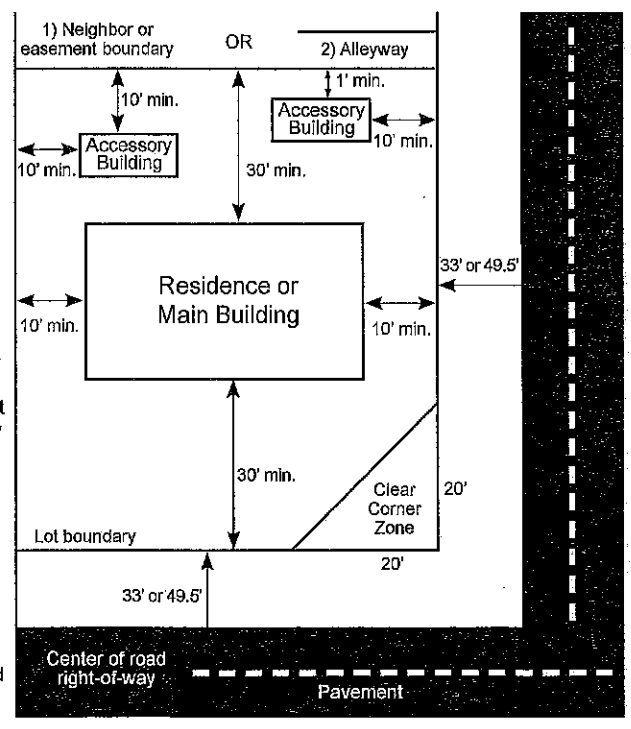 1) Neighbor or
easement boundary
OR
2) Alleyway
10' min.
1' min.
Accessory
Building
10' min.
Accessory
Building
10' min.
30' min.
33' or 49.5'
Residence or
Main Building
10' min.
10' min.
t
30' min.
Clear
Corner
Zone
20'
Lot boundary
20'
33' or 49.5'
Center of road
right-of-way
d
Pavement